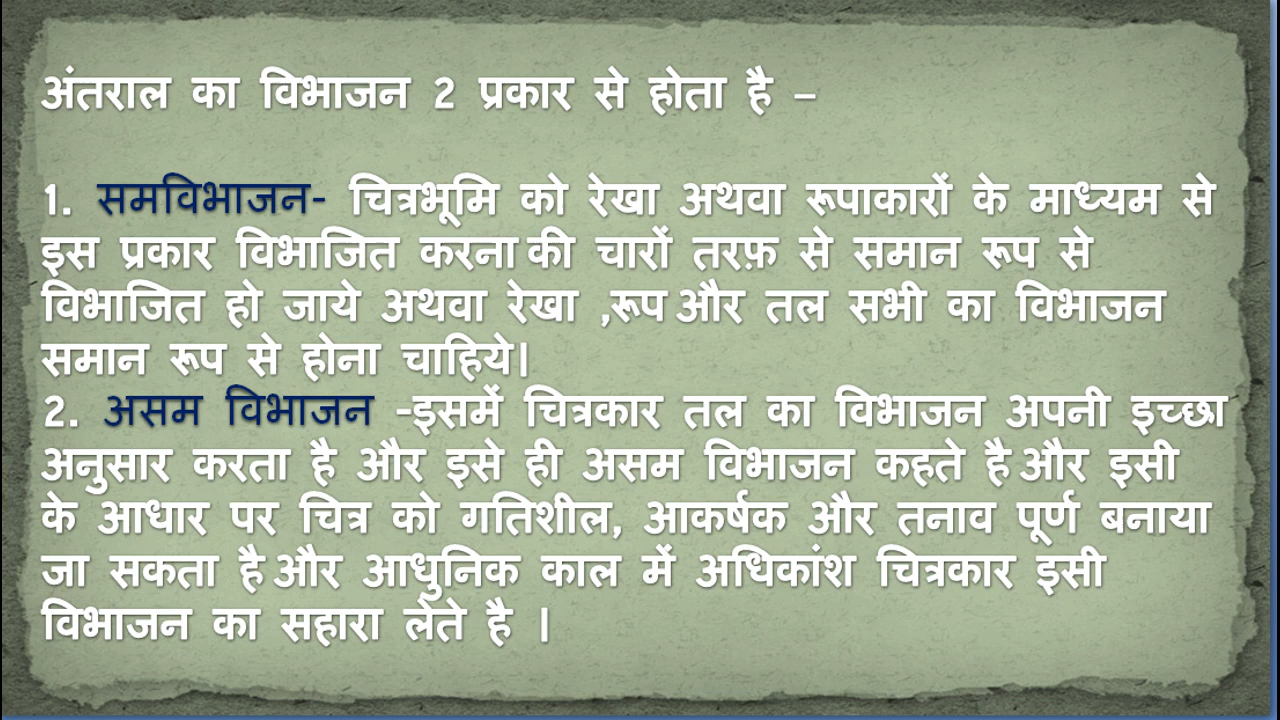 अंतराल का विभाजन 2 प्रकार से होता है –
1. समविभाजन- चित्रभूमि को रेखा अथवा रूपाकारों के माध्यम से
इस प्रकार विभाजित करना की चारों तरफ़ से समान रूप से
विभाजित हो जाये अथवा रेखा ,रूप और तल सभी का विभाजन
समान रूप से होना चाहिये|
2. असम विभाजन -इसमें चित्रकार तल का विभाजन अपनी इच्छा
अनुसार करता है और इसे ही असम विभाजन कहते है और इसी
के आधार पर चित्र को गतिशील, आकर्षक और तनाव पूर्ण बनाया
जा सकता है और आधुनिक काल में अधिकांश चित्रकार इसी
विभाजन का सहारा लेते है ।